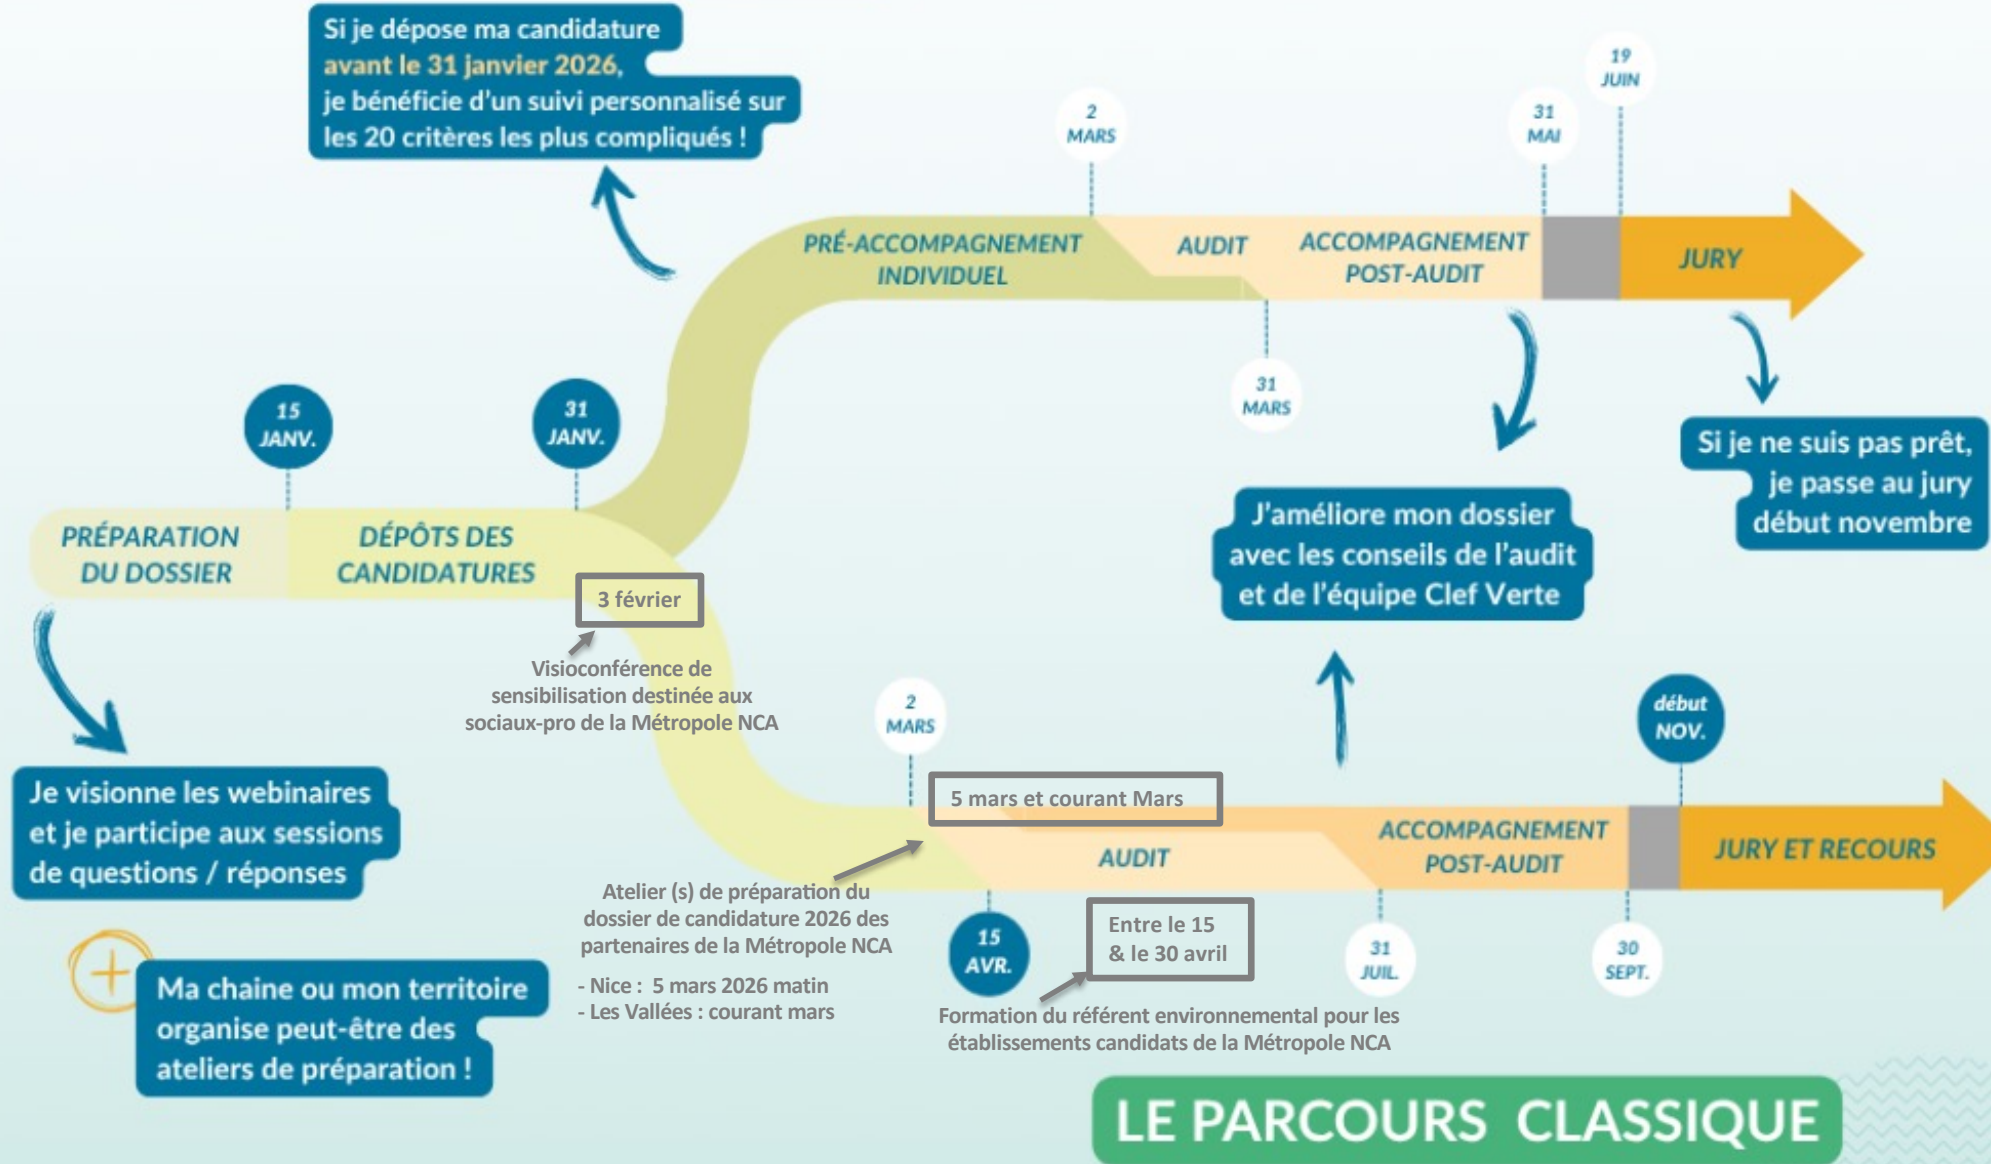 Si je dépose ma candidature
avant le 31 janvier 2026,
je bénéficie d'un suivi personnalisé sur
les 20 critères les plus compliqués !
2
MARS
31
MAI
19
JUIN
PRÉ-ACCOMPAGNEMENT
INDIVIDUEL
AUDIT
ACCOMPAGNEMENT
POST-AUDIT
JURY
31
MARS
15
JANV.
31
JANV.
Si je ne suis pas prêt,
je passe au jury
début novembre
PRÉPARATION
DU DOSSIER
DÉPÔTS DES
CANDIDATURES
J'améliore mon dossier
avec les conseils de l'audit
et de l'équipe Clef Verte
3 février
Visioconférence de
sensibilisation destinée aux
sociaux-pro de la Métropole NCA
2
MARS
début
NOV.
Je visionne les webinaires
et je participe aux sessions
de questions / réponses
5 mars et courant Mars
AUDIT
ACCOMPAGNEMENT
POST-AUDIT
JURY ET RECOURS
Atelier (s) de préparation du
dossier de candidature 2026 des
partenaires de la Métropole NCA
- Nice : 5 mars 2026 matin
- Les Vallées : courant mars
15
AVR.
Entre le 15
& le 30 avril
31
JUIL.
30
SEPT.
Formation du référent environnemental pour les
établissements candidats de la Métropole NCA
Ma chaine ou mon territoire
organise peut-être des
ateliers de préparation !
LE PARCOURS CLASSIQUE